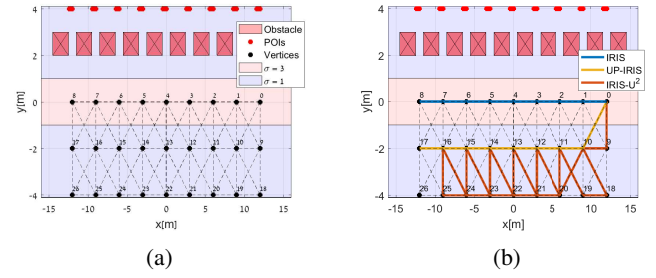 4
2
0
-2
-4
y[m]
8 7 6 5 4 3 2 1 0
17 16 15 14 13 12 11 10 9
26 25 24 23 22 21 20 19 18
-15 -10 -5 0 5 10 15
x[m]
Obstacle
POIs
Vertices
σ = 3
σ = 1
(a)
4
2
0
-2
-4
y[m]
8 7 6 5 4 3 2 1 0
17 16 15 14 13 12 11 10 9
26 25 24 23 22 21 20 19 18
-15 -10 -5 0 5 10 15
x[m]
IRIS
UP-IRIS
IRIS-U²
(b)